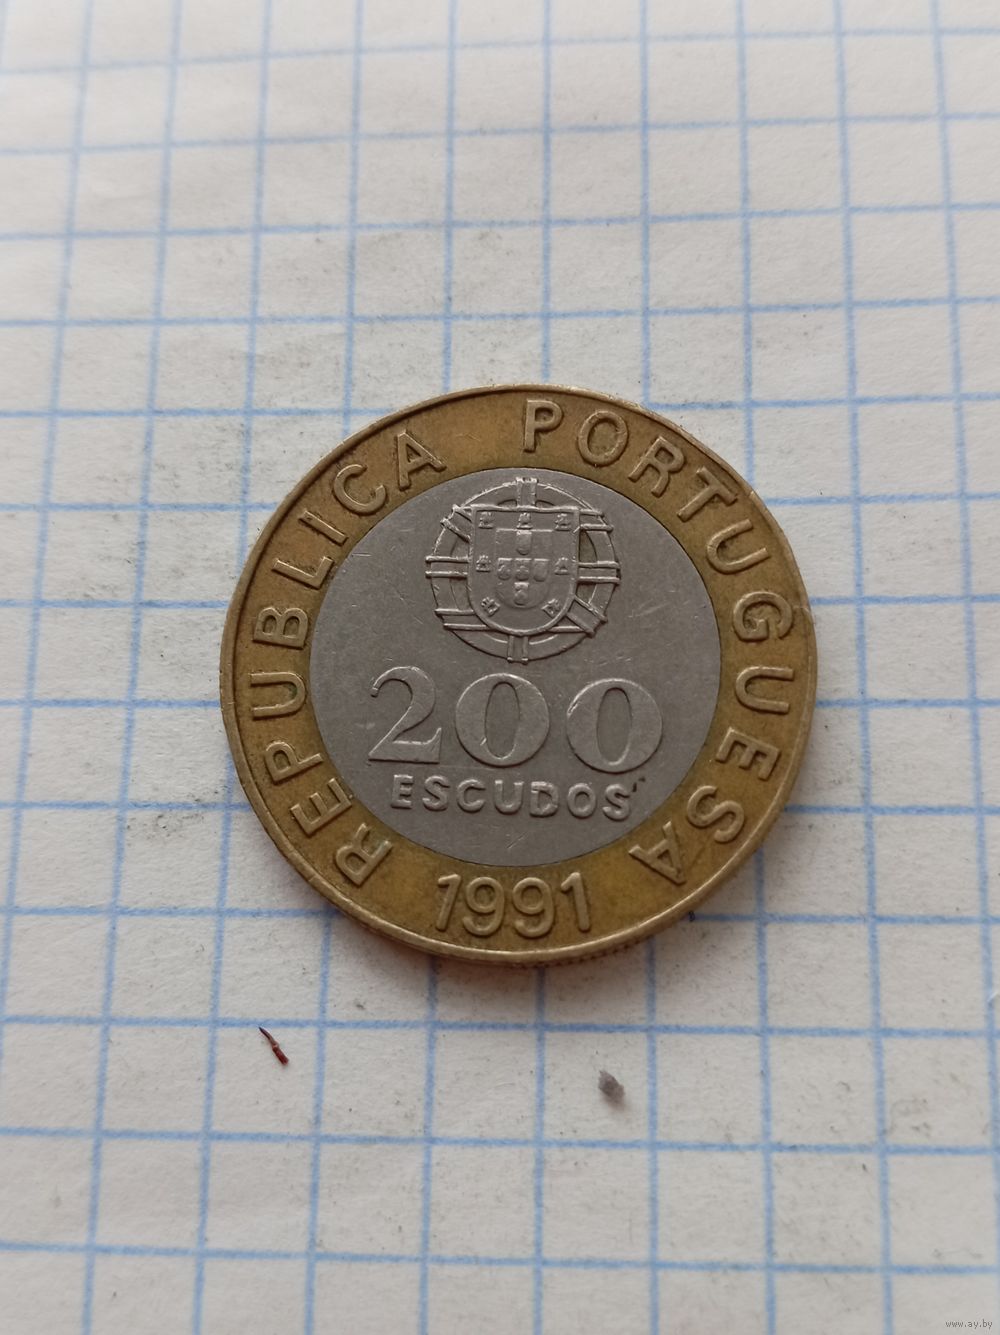 REPUBLICA PORTUGUESA
200
ESCUDOS
1991
www.ay.by